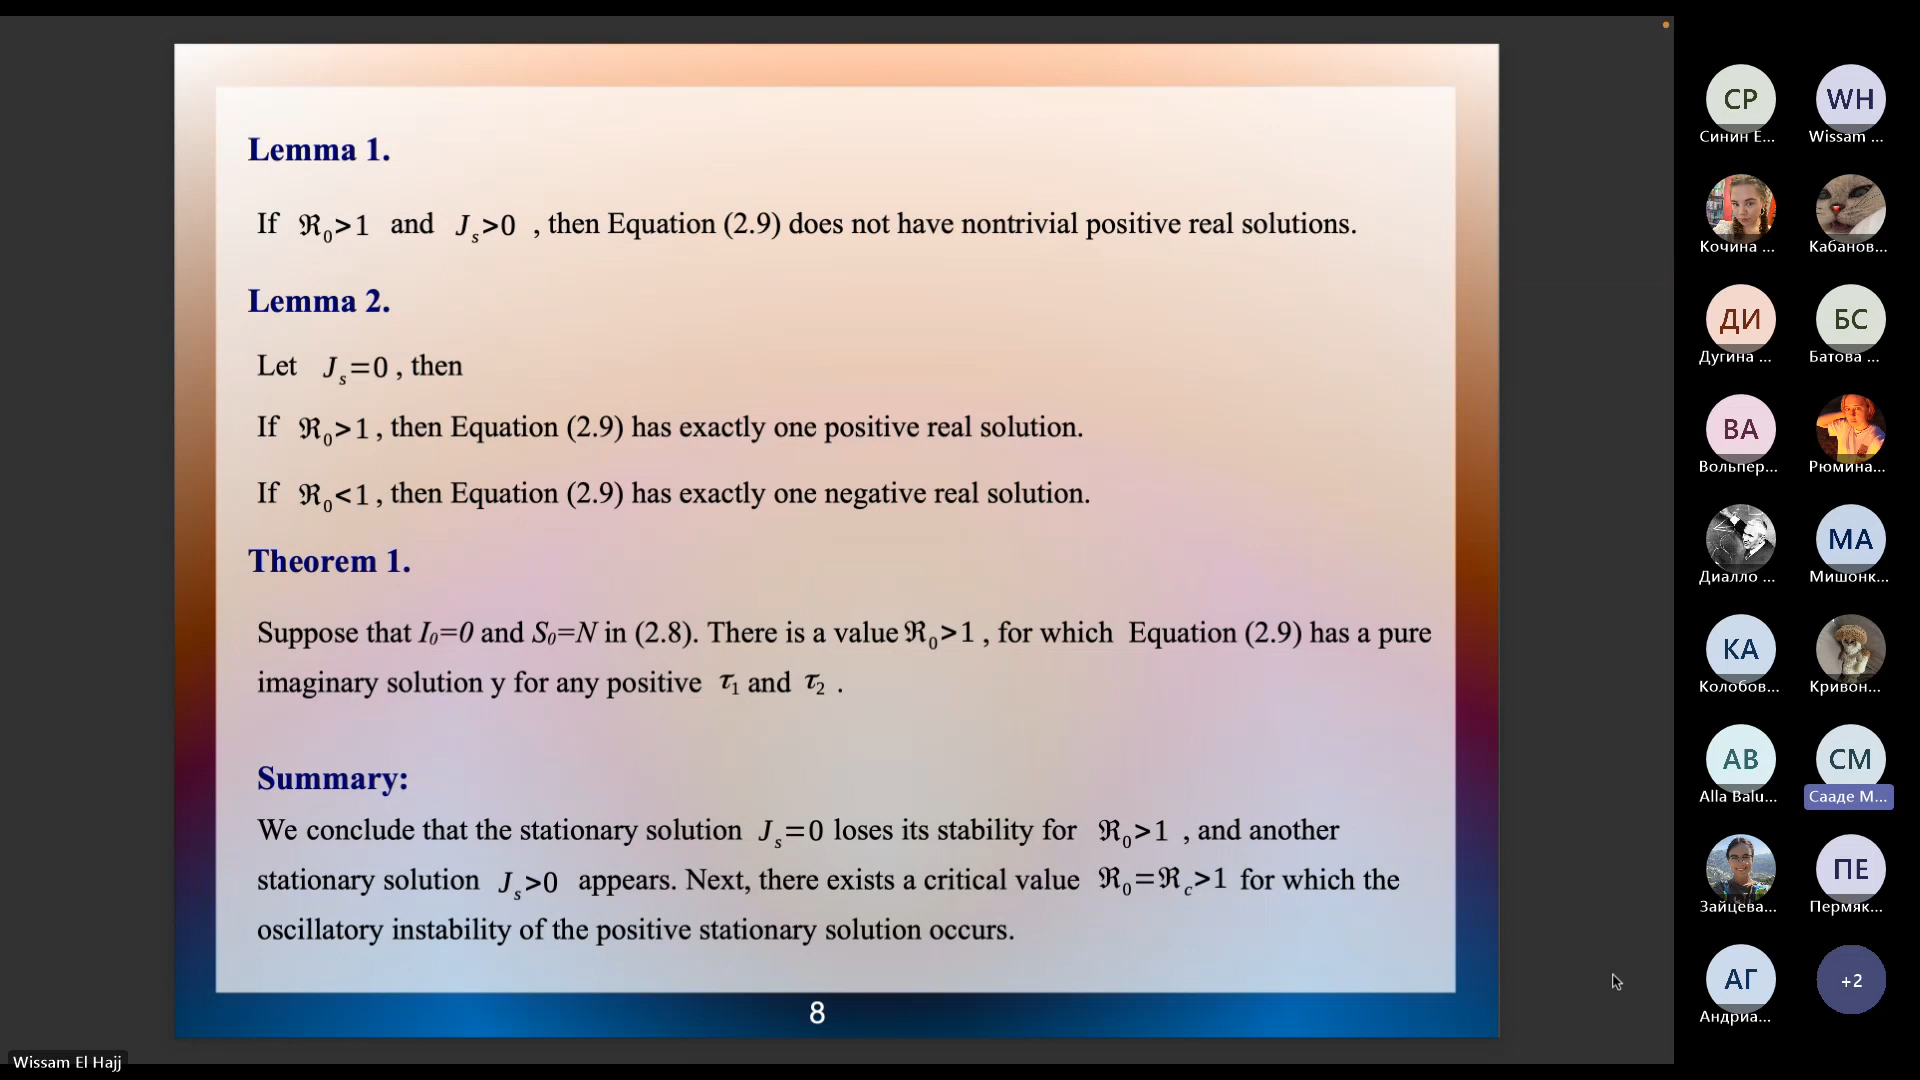 Lemma 1.
If ℜ₀>1 and Jₛ>0 , then Equation (2.9) does not have nontrivial positive real solutions.
Lemma 2.
Let Jₛ=0 , then
If ℜ₀>1 , then Equation (2.9) has exactly one positive real solution.
If ℜ₀<1 , then Equation (2.9) has exactly one negative real solution.
Theorem 1.
Suppose that I₀=0 and S₀=N in (2.8). There is a value ℜ₀>1 , for which Equation (2.9) has a pure
imaginary solution y for any positive τ₁ and τ₂ .
Summary:
We conclude that the stationary solution Jₛ=0 loses its stability for ℜ₀>1 , and another
stationary solution Jₛ>0 appears. Next, there exists a critical value ℜ₀=ℜ_c>1 for which the
oscillatory instability of the positive stationary solution occurs.
8
Wissam El Hajj
СР
Синин Е...
WH
Wissam ...
Кочина ...
Кабанов...
ДИ
Дугина ...
БС
Батова ...
ВА
Вольпер...
Рюмина...
Диалло ...
МА
Мишонк...
КА
Колобов...
Кривон...
AB
Alla Balu...
СМ
Сааде М...
Зайцева...
ПЕ
Пермяк...
АГ
Андриа...
+2